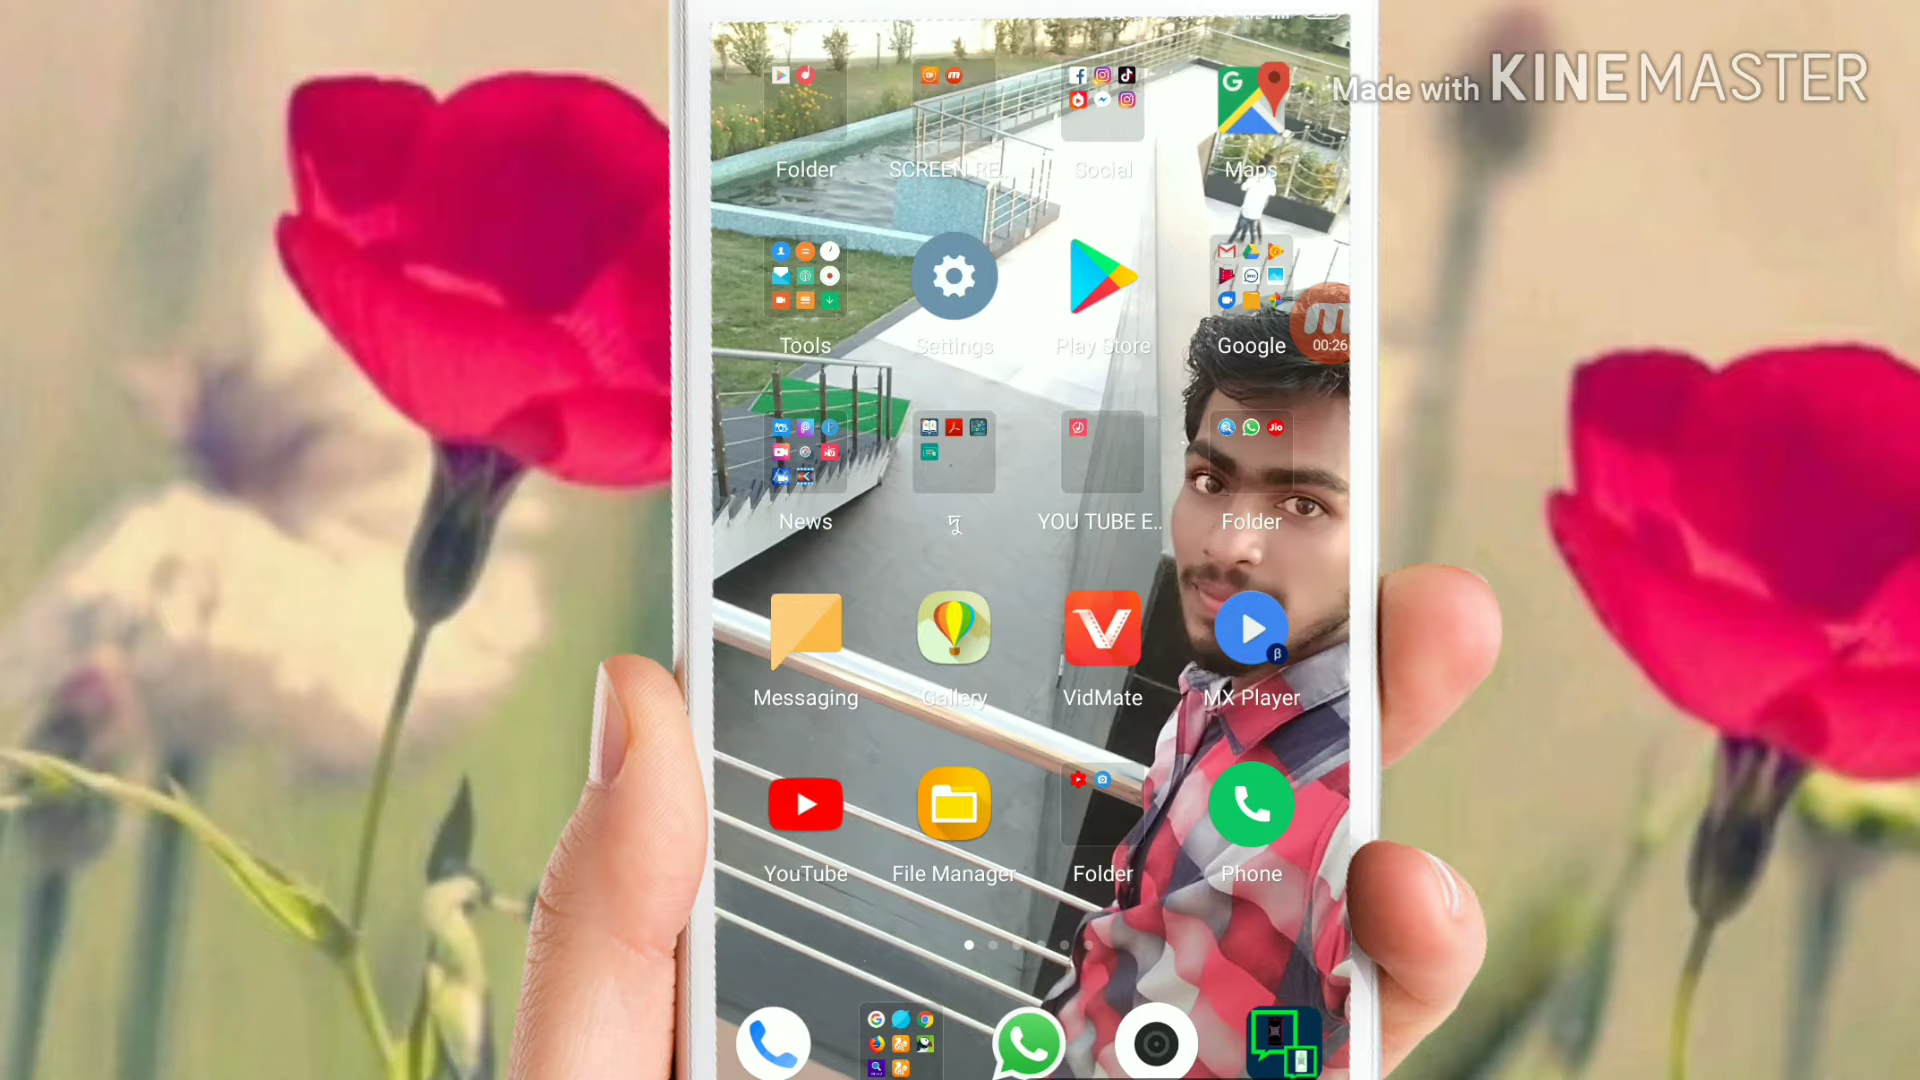 Made with KINEMASTER
Folder
SCREEN RE..
Social
Maps
Tools
Settings
Play Store
Google
00:26
News
দু
YOU TUBE E..
Folder
Jio
Messaging
Gallery
VidMate
MX Player
β
YouTube
File Manager
Folder
Phone